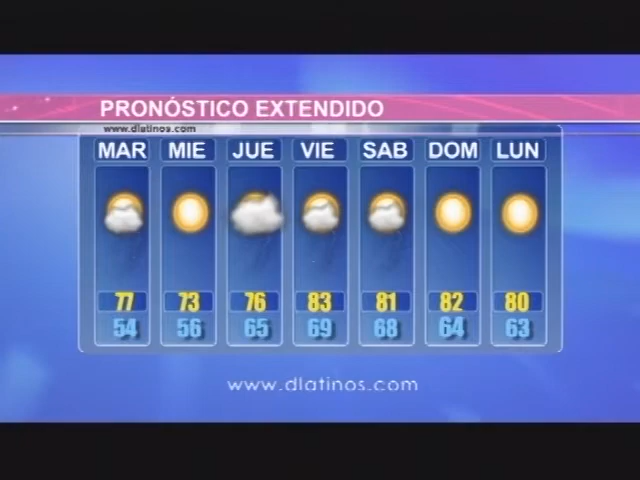 PRONÓSTICO EXTENDIDO
www.dlatinos.com
MAR MIE JUE VIE SAB DOM LUN
77 73 76 83 81 82 80
54 56 65 69 68 64 63
www.dlatinos.com